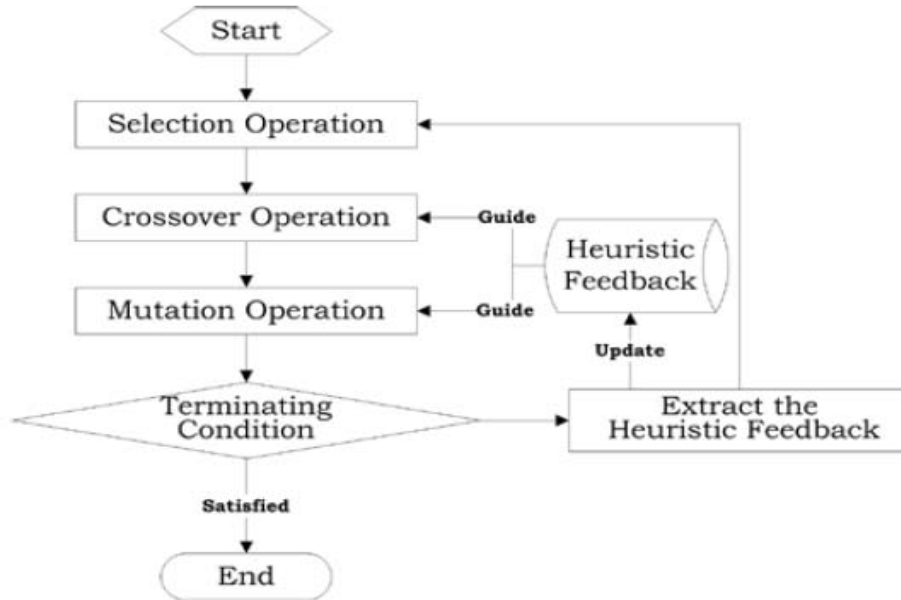 Start
Selection Operation
Crossover Operation
Guide
Heuristic
Feedback
Mutation Operation
Guide
Update
Terminating
Condition
Extract the
Heuristic Feedback
Satisfied
End